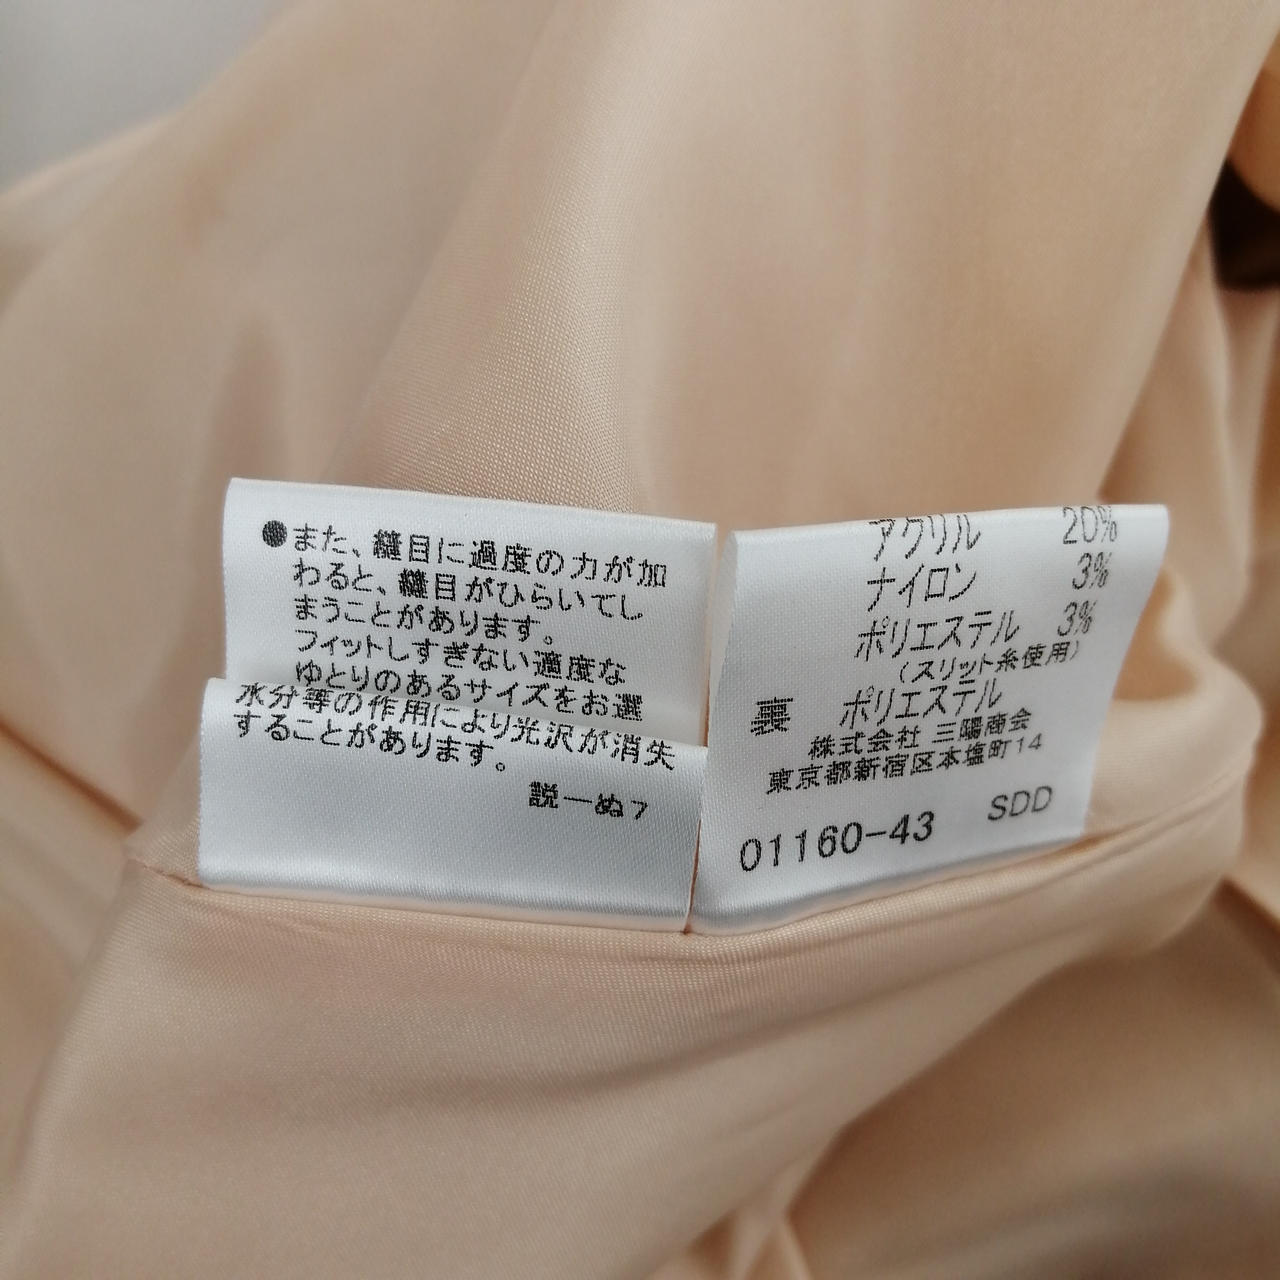 ●また、縫目に過度の力が加
わると、縫目がひらいてし
まうことがあります。
フィットしすぎない適度な
ゆとりのあるサイズをお選
水分等の作用により光沢が消失
することがあります。
説一ぬ7
アクリル 20%
ナイロン 3%
ポリエステル 3%
(スリット糸使用)
裏 ポリエステル
株式会社 三陽商会
東京都新宿区本塩町14
01160-43 SDD